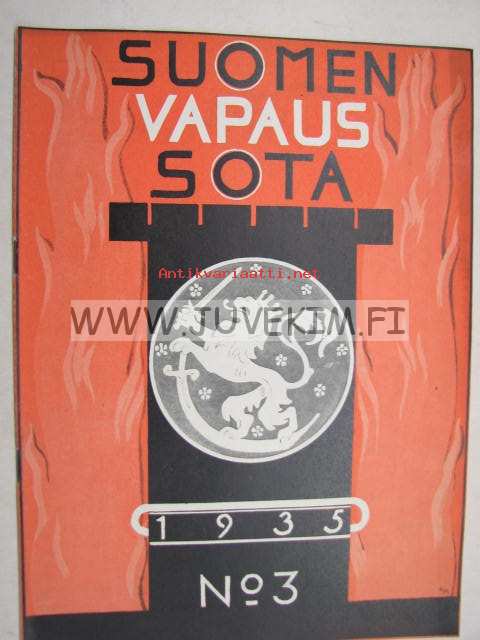 SUOMEN
VAPAUS
SOTA
Antikvariaatti.net
WWW.JUVEKIM.FI
1935
No3